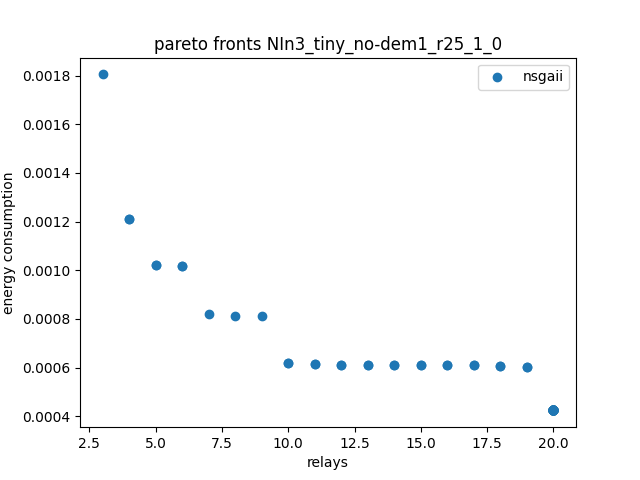 pareto fronts NIn3_tiny_no-dem1_r25_1_0
nsgaii
0.0018
0.0016
0.0014
0.0012
0.0010
0.0008
0.0006
0.0004
energy consumption
2.5 5.0 7.5 10.0 12.5 15.0 17.5 20.0
relays